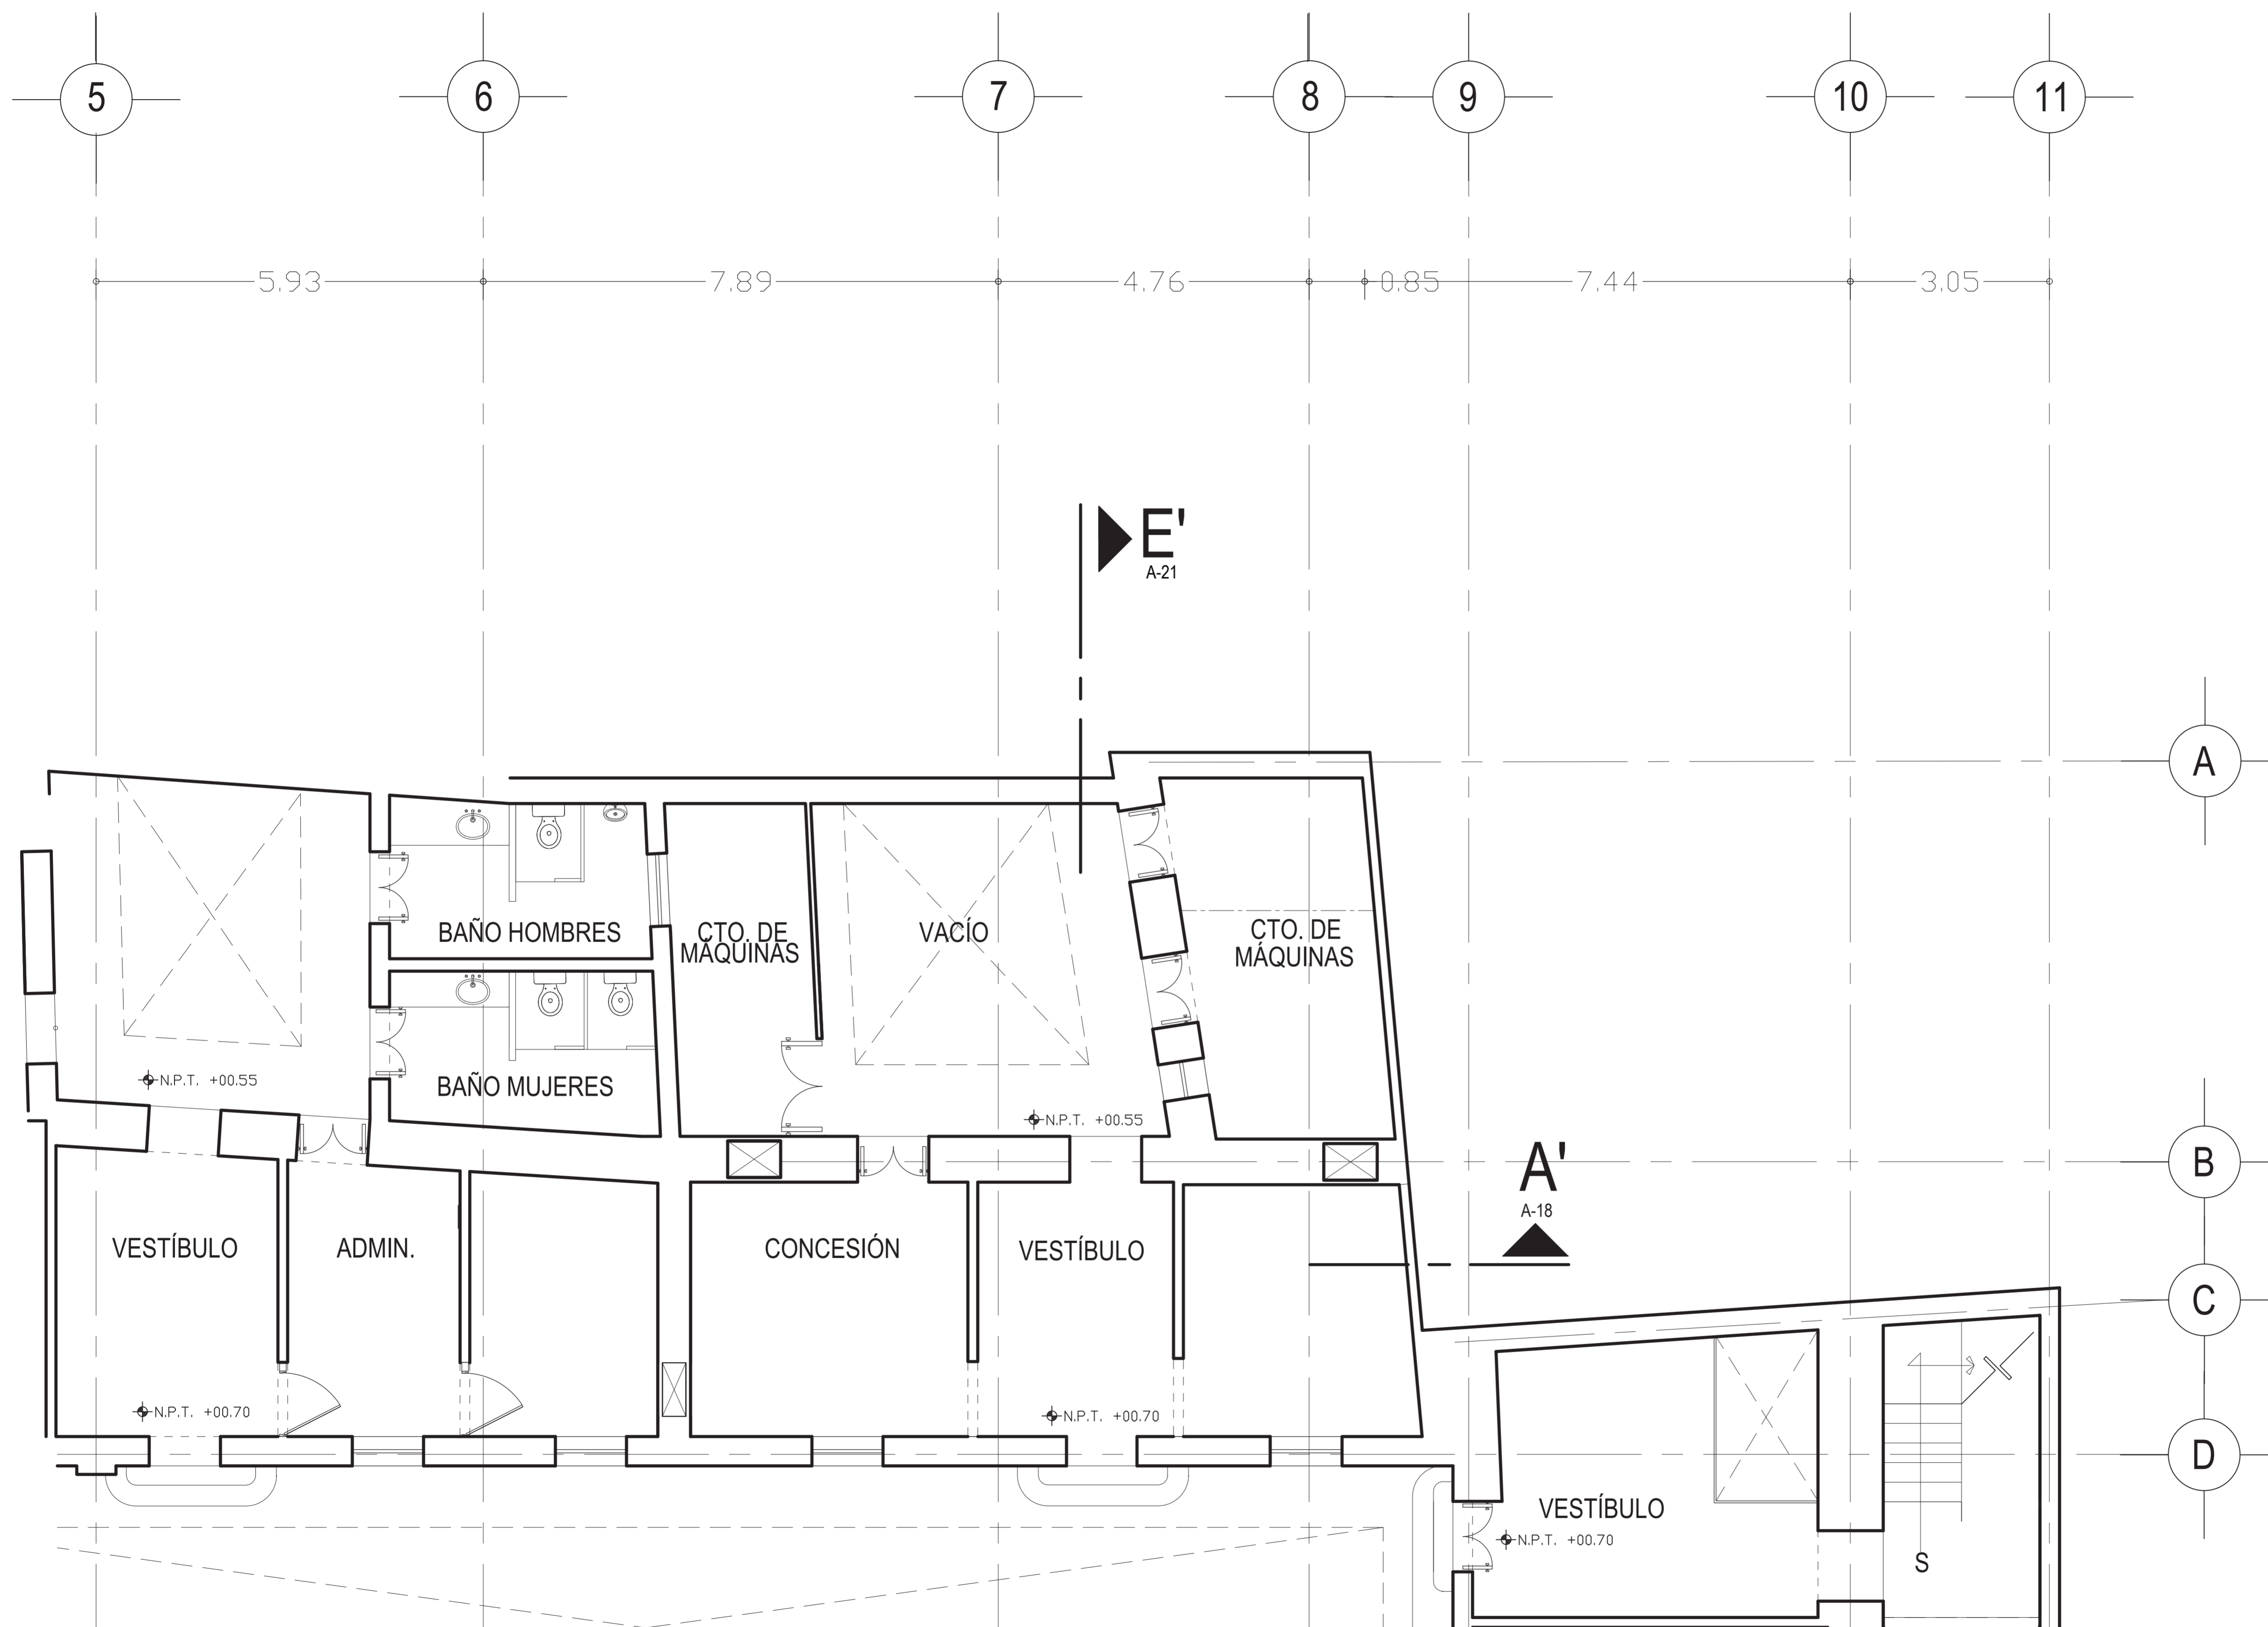 5
6
7
8
9
10
11
5.93
7.89
4.76
0.85
7.44
3.05
E'
A-21
A
BAÑO HOMBRES
CTO. DE
MÁQUINAS
VACÍO
CTO. DE
MÁQUINAS
BAÑO MUJERES
N.P.T. +00.55
N.P.T. +00.55
B
A'
A-18
VESTÍBULO
ADMIN.
CONCESIÓN
VESTÍBULO
C
N.P.T. +00.70
N.P.T. +00.70
D
VESTÍBULO
N.P.T. +00.70
S